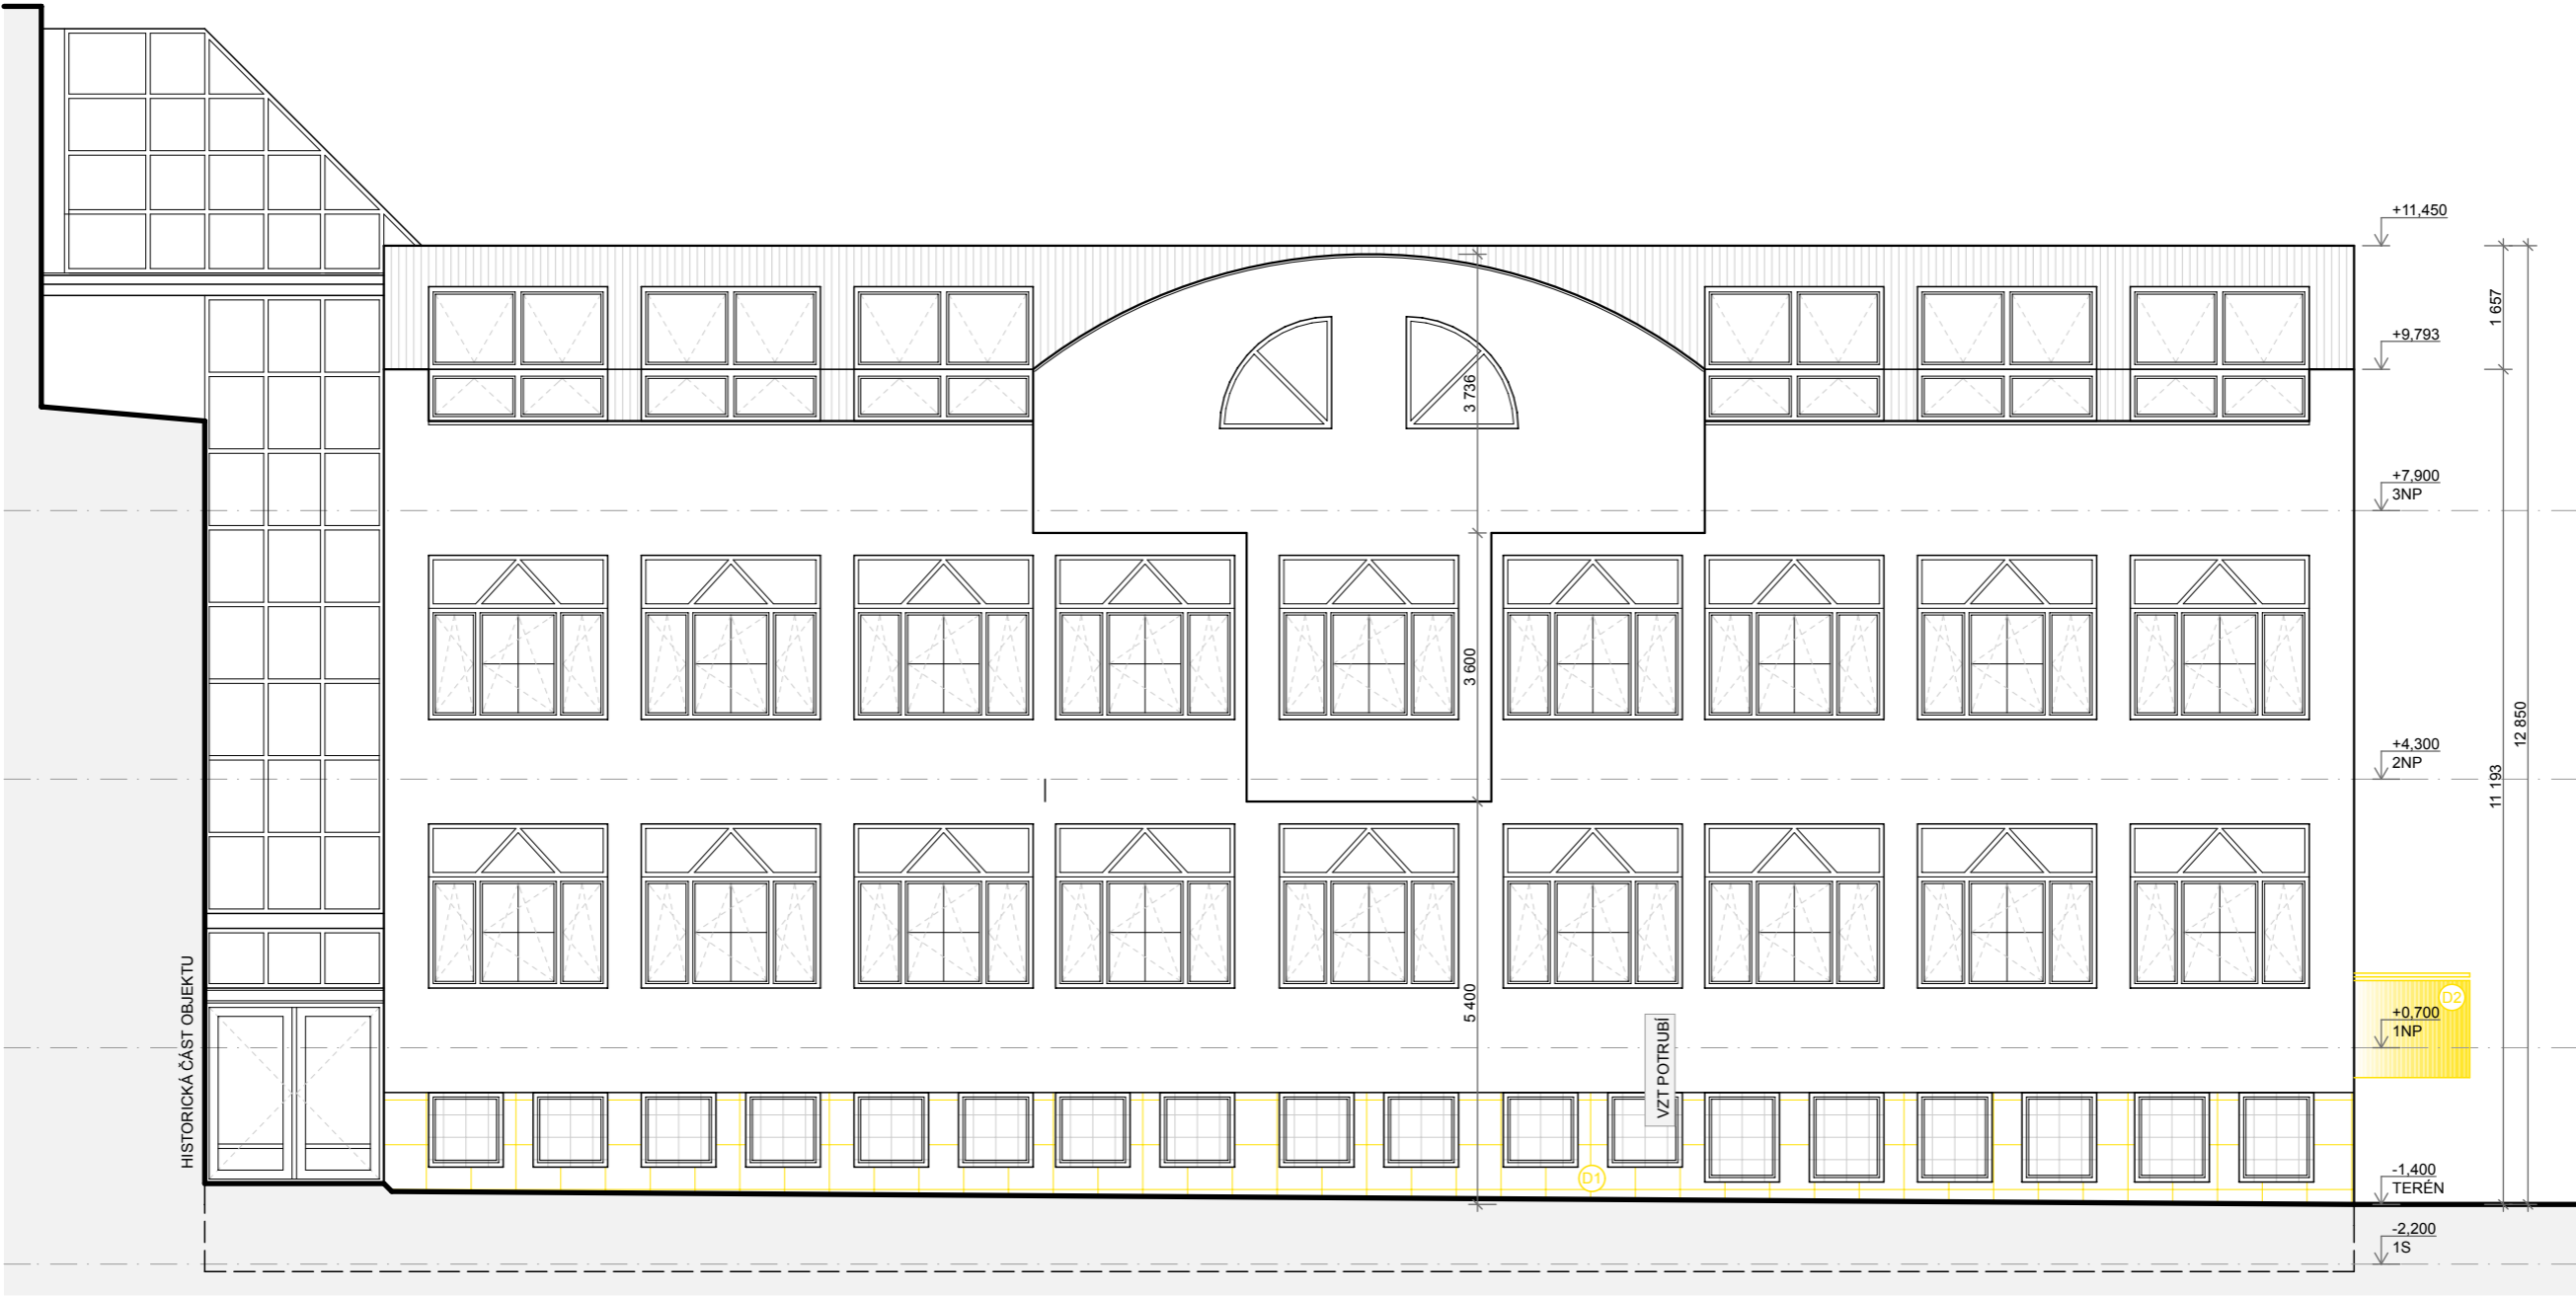 +11,450
1 657
+9,793
3 736
+7,900
3NP
3 600
12 850
+4,300
2NP
11 193
HISTORICKÁ ČÁST OBJEKTU
5 400
D2
+0,700
1NP
VZT POTRUBÍ
D1
-1,400
TERÉN
-2,200
1S